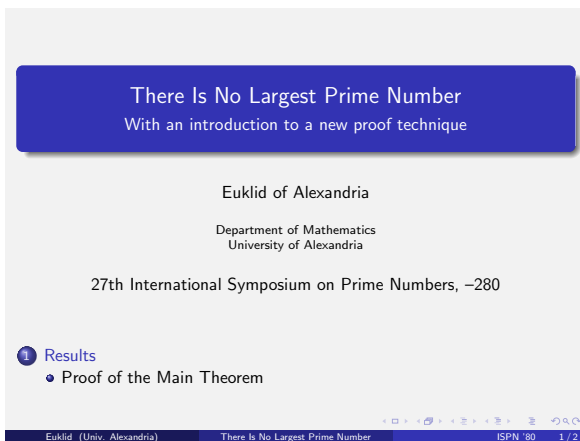 There Is No Largest Prime Number
With an introduction to a new proof technique
Euklid of Alexandria
Department of Mathematics
University of Alexandria
27th International Symposium on Prime Numbers, –280
1 Results
Proof of the Main Theorem
Euklid (Univ. Alexandria) There Is No Largest Prime Number ISPN '80 1 / 2